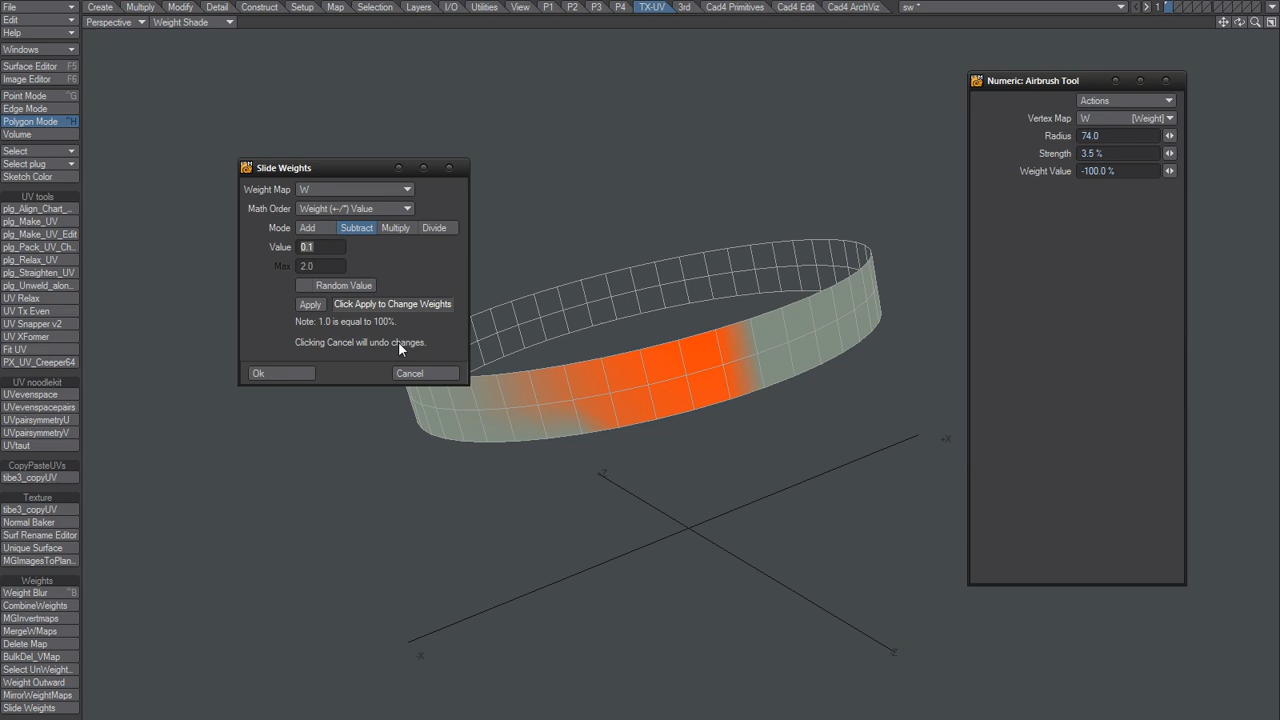 File
Edit
Help
Windows
Surface Editor F5
Image Editor F6
Point Mode ^G
Edge Mode
Polygon Mode ^H
Volume
Select
Select plug
Sketch Color
UV tools
plg_Align_Chart_...
plg_Make_UV
plg_Make_UV_Edit
plg_Pack_UV_Ch...
plg_Relax_UV
plg_Straighten_UV
plg_Unweld_alon...
UV Relax
UV Tx Even
UV Snapper v2
UV XFormer
Fit UV
PX_UV_Creeper64
UV noodlekit
UVevenspace
UVevenspacepairs
UVpairsymmetryU
UVpairsymmetryV
UVtaut
CopyPasteUVs
tibe3_copyUV
Texture
tibe3_copyUV
Normal Baker
Surf Rename Editor
Unique Surface
MGImagesToPlan...
Weights
Weight Blur ^B
CombineWeights
MGInvertmaps
MergeWMaps
Delete Map
BulkDel_VMap
Select UnWeight...
Weight Outward
MirrorWeightMaps
Slide Weights
Create Multiply Modify Detail Construct Setup Map Selection Layers I/O Utilities View P1 P2 P3 P4 TX-UV 3rd Cad4 Primitives Cad4 Edit Cad4 ArchViz sw * 1
Perspective Weight Shade
Slide Weights
Weight Map W
Math Order Weight (+-/*) Value
Mode Add Subtract Multiply Divide
Value 0.1
Max 2.0
Random Value
Apply Click Apply to Change Weights
Note: 1.0 is equal to 100%.
Clicking Cancel will undo changes.
Ok Cancel
Numeric: Airbrush Tool
Actions
Vertex Map W [Weight]
Radius 74.0
Strength 3.5 %
Weight Value -100.0 %
+X
-X